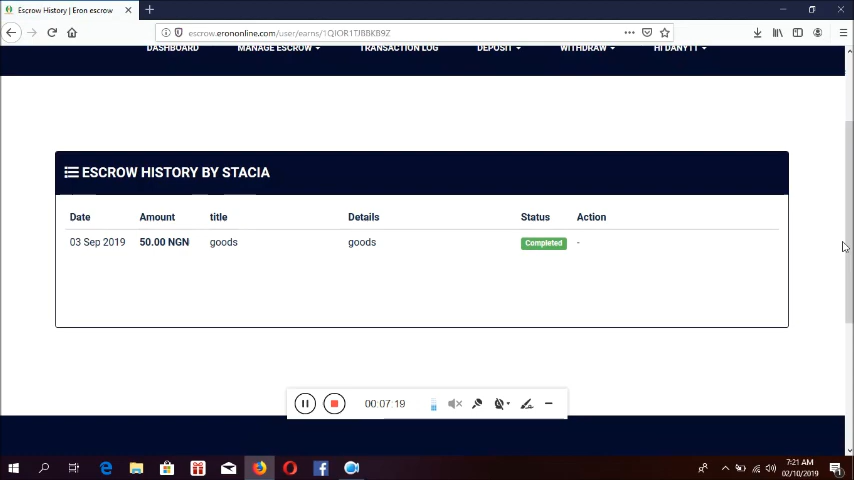 Escrow History | Eron escrow
escrow.erononline.com/user/earns/1QIOR1TJB8KB9Z
DASHBOARD MANAGE ESCROW TRANSACTION LOG DEPOSIT WITHDRAW HI DANYTT
ESCROW HISTORY BY STACIA
Date Amount title Details Status Action
03 Sep 2019 50.00 NGN goods goods Completed -
00:07:19
7:21 AM
02/10/2019